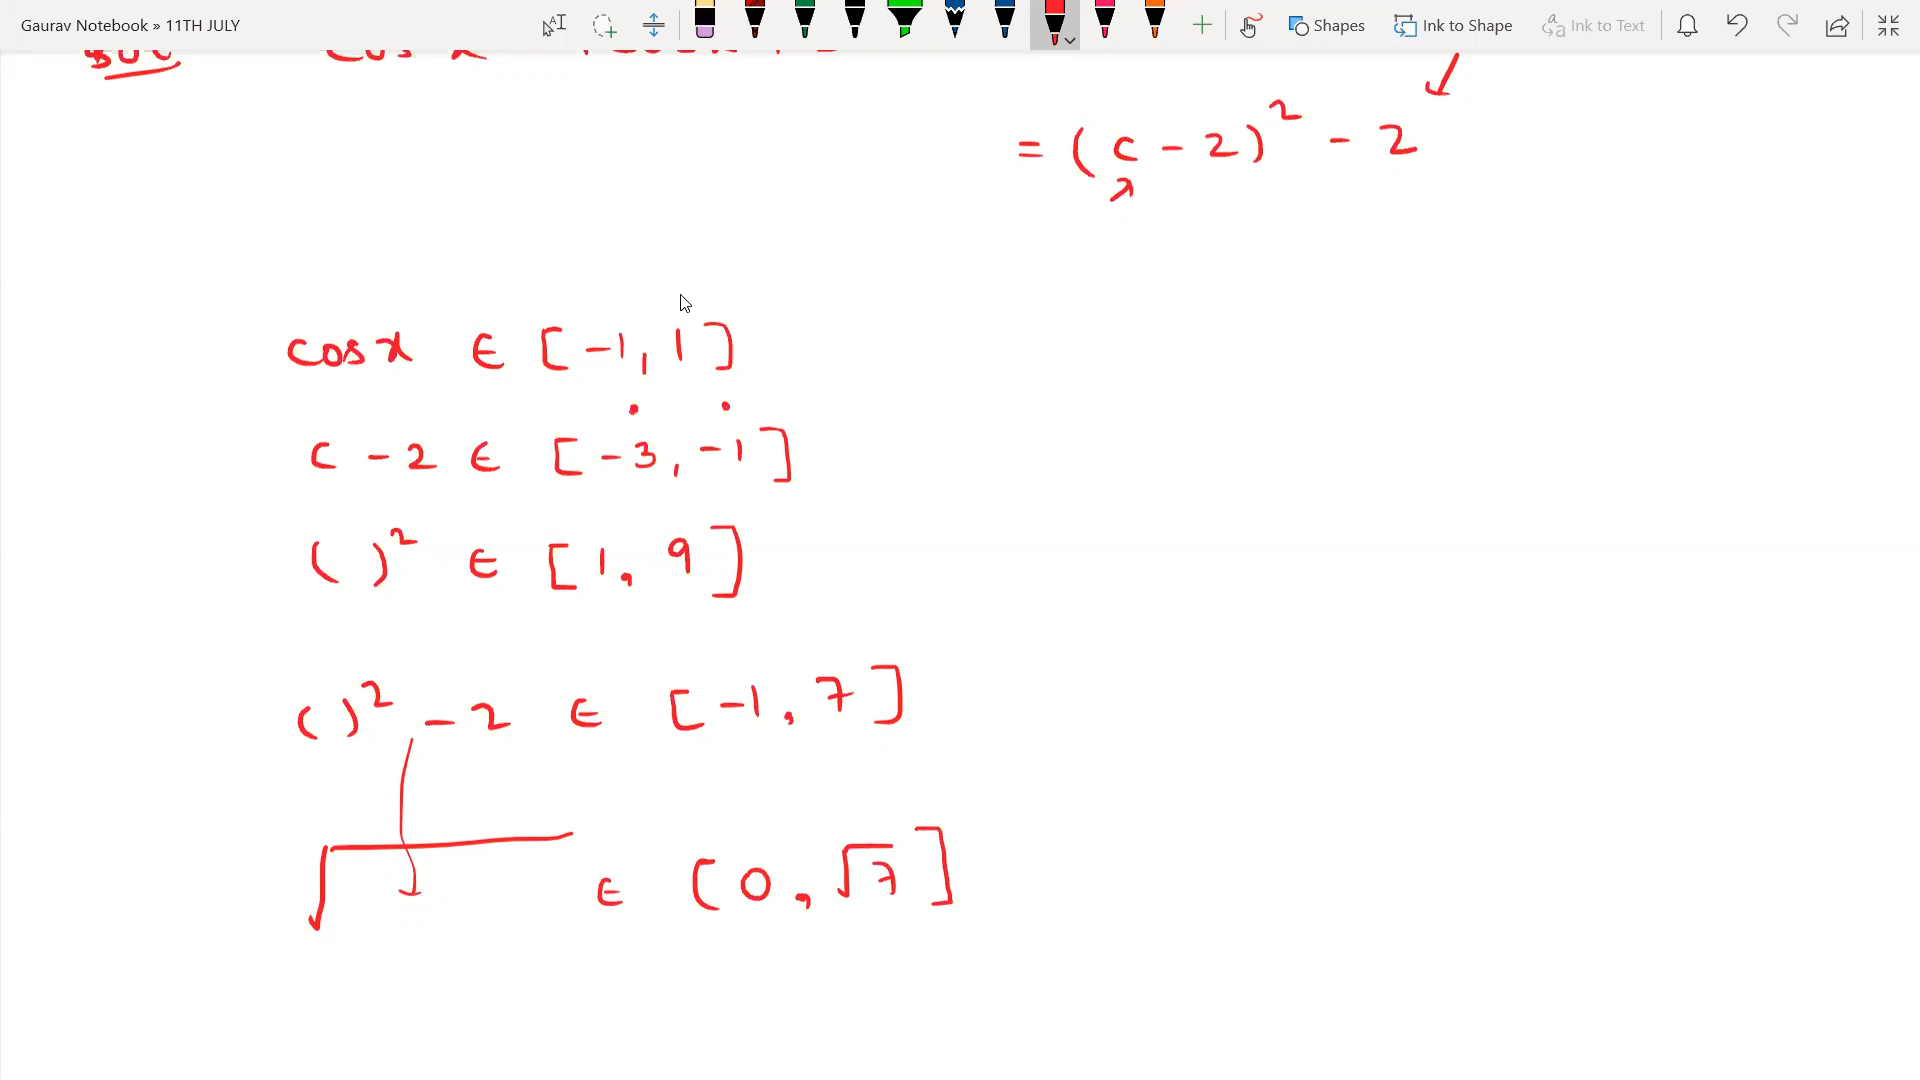 Gaurav Notebook » 11TH JULY
Shapes
Ink to Shape
Ink to Text
= (c - 2)² - 2
cos x ∈ [-1, 1]
c - 2 ∈ [-3, -1]
( )² ∈ [1, 9]
( )² - 2 ∈ [-1, 7]
√ ∈ [0, √7]